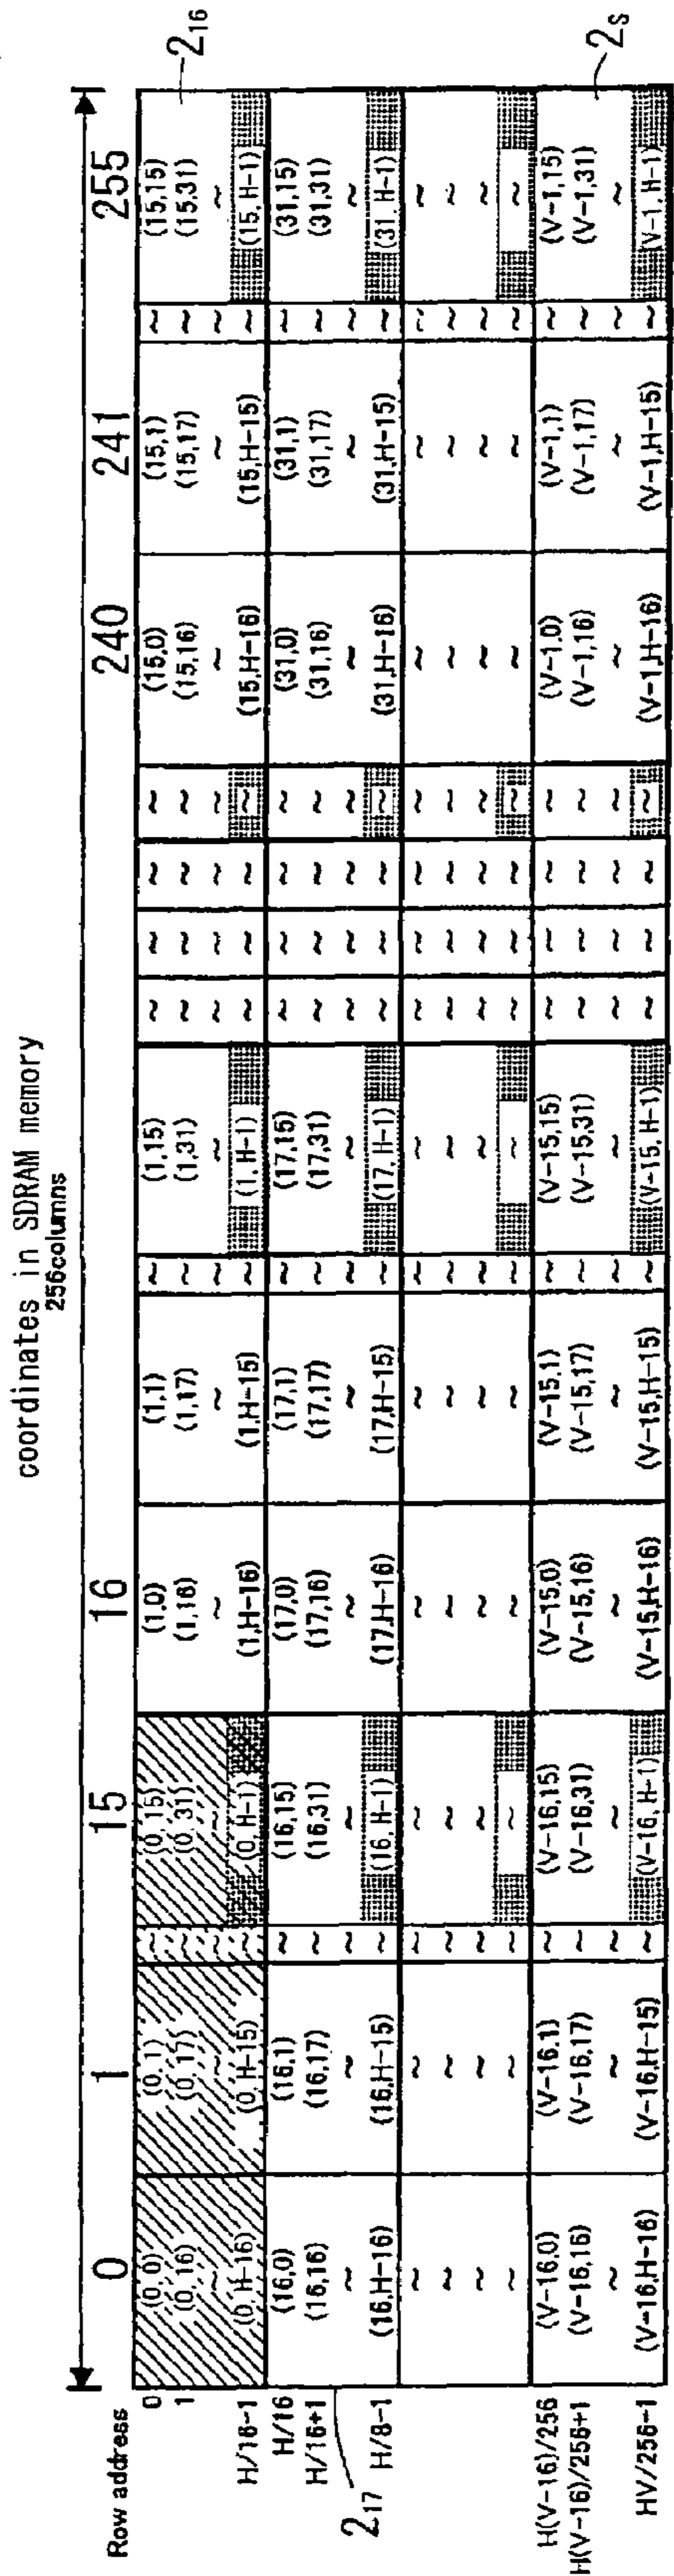 coordinates in SDRAM memory
256columns
Row address 0 1 15 16 240 241 255
0 (0, 0) (0, 1) ~ (0, 15) (1,0) (1,1) ~ (1,15) ~ ~ ~ ~ (15,0) (15,1) ~ (15,15)
1 (0, 16) (0, 17) ~ (0, 31) (1,16) (1,17) ~ (1,31) ~ ~ ~ ~ (15,16) (15,17) ~ (15,31) 2₁₆
~ ~ ~ ~ ~ ~ ~ ~ ~ ~ ~ ~ ~ ~ ~ ~
H/16-1 (0,H-16) (0,H-15) ~ (0, H-1) (1,H-16) (1,H-15) ~ (1, H-1) ~ ~ ~ ~ (15,H-16) (15,H-15) ~ (15, H-1)
H/16 (16,0) (16,1) ~ (16,15) (17,0) (17,1) ~ (17,15) ~ ~ ~ ~ (31,0) (31,1) ~ (31,15)
H/16+1 (16,16) (16,17) ~ (16,31) (17,16) (17,17) ~ (17,31) ~ ~ ~ ~ (31,16) (31,17) ~ (31,31)
2₁₇ ~ ~ ~ ~ ~ ~ ~ ~ ~ ~ ~ ~ ~ ~ ~ ~
H/8-1 (16,H-16) (16,H-15) ~ (16, H-1) (17,H-16) (17,H-15) ~ (17, H-1) ~ ~ ~ ~ (31,H-16) (31,H-15) ~ (31, H-1)
~ ~ ~ ~ ~ ~ ~ ~ ~ ~ ~ ~ ~ ~ ~ ~
~ ~ ~ ~ ~ ~ ~ ~ ~ ~ ~ ~ ~ ~ ~ ~
~ ~ ~ ~ ~ ~ ~ ~ ~ ~ ~ ~ ~ ~ ~ ~
~ ~ ~ ~ ~ ~ ~ ~ ~ ~ ~ ~ ~ ~ ~ ~
H(V-16)/256 (V-16,0) (V-16,1) ~ (V-16,15) (V-15,0) (V-15,1) ~ (V-15,15) ~ ~ ~ ~ (V-1,0) (V-1,1) ~ (V-1,15)
H(V-16)/256+1 (V-16,16) (V-16,17) ~ (V-16,31) (V-15,16) (V-15,17) ~ (V-15,31) ~ ~ ~ ~ (V-1,16) (V-1,17) ~ (V-1,31) 2ₛ
~ ~ ~ ~ ~ ~ ~ ~ ~ ~ ~ ~ ~ ~ ~ ~
HV/256-1 (V-16,H-16) (V-16,H-15) ~ (V-16, H-1) (V-15,H-16) (V-15,H-15) ~ (V-15, H-1) ~ ~ ~ ~ (V-1,H-16) (V-1,H-15) ~ (V-1, H-1)